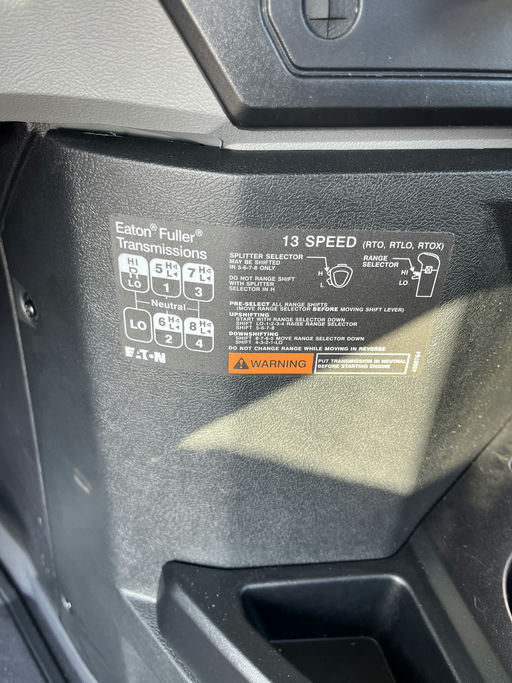 Eaton® Fuller®
Transmissions
13 SPEED (RTO, RTLO, RTOX)
HI
R
LO
5 H L
1
7 H L
3
Neutral
LO
6 H L
2
8 H L
4
EATON
SPLITTER SELECTOR
MAY BE SHIFTED
IN 5-6-7-8 ONLY
DO NOT RANGE SHIFT
WITH SPLITTER
SELECTOR IN H
H
L
RANGE
SELECTOR
HI
LO
PRE-SELECT ALL RANGE SHIFTS
(MOVE RANGE SELECTOR BEFORE MOVING SHIFT LEVER)
UPSHIFTING
START WITH RANGE SELECTOR DOWN
SHIFT LO-1-2-3-4 RAISE RANGE SELECTOR
SHIFT 5-6-7-8
DOWNSHIFTING
SHIFT 8-7-6-5 MOVE RANGE SELECTOR DOWN
SHIFT 4-3-2-1-LO
DO NOT CHANGE RANGE WHILE MOVING IN REVERSE
WARNING
PUT TRANSMISSION IN NEUTRAL
BEFORE STARTING ENGINE